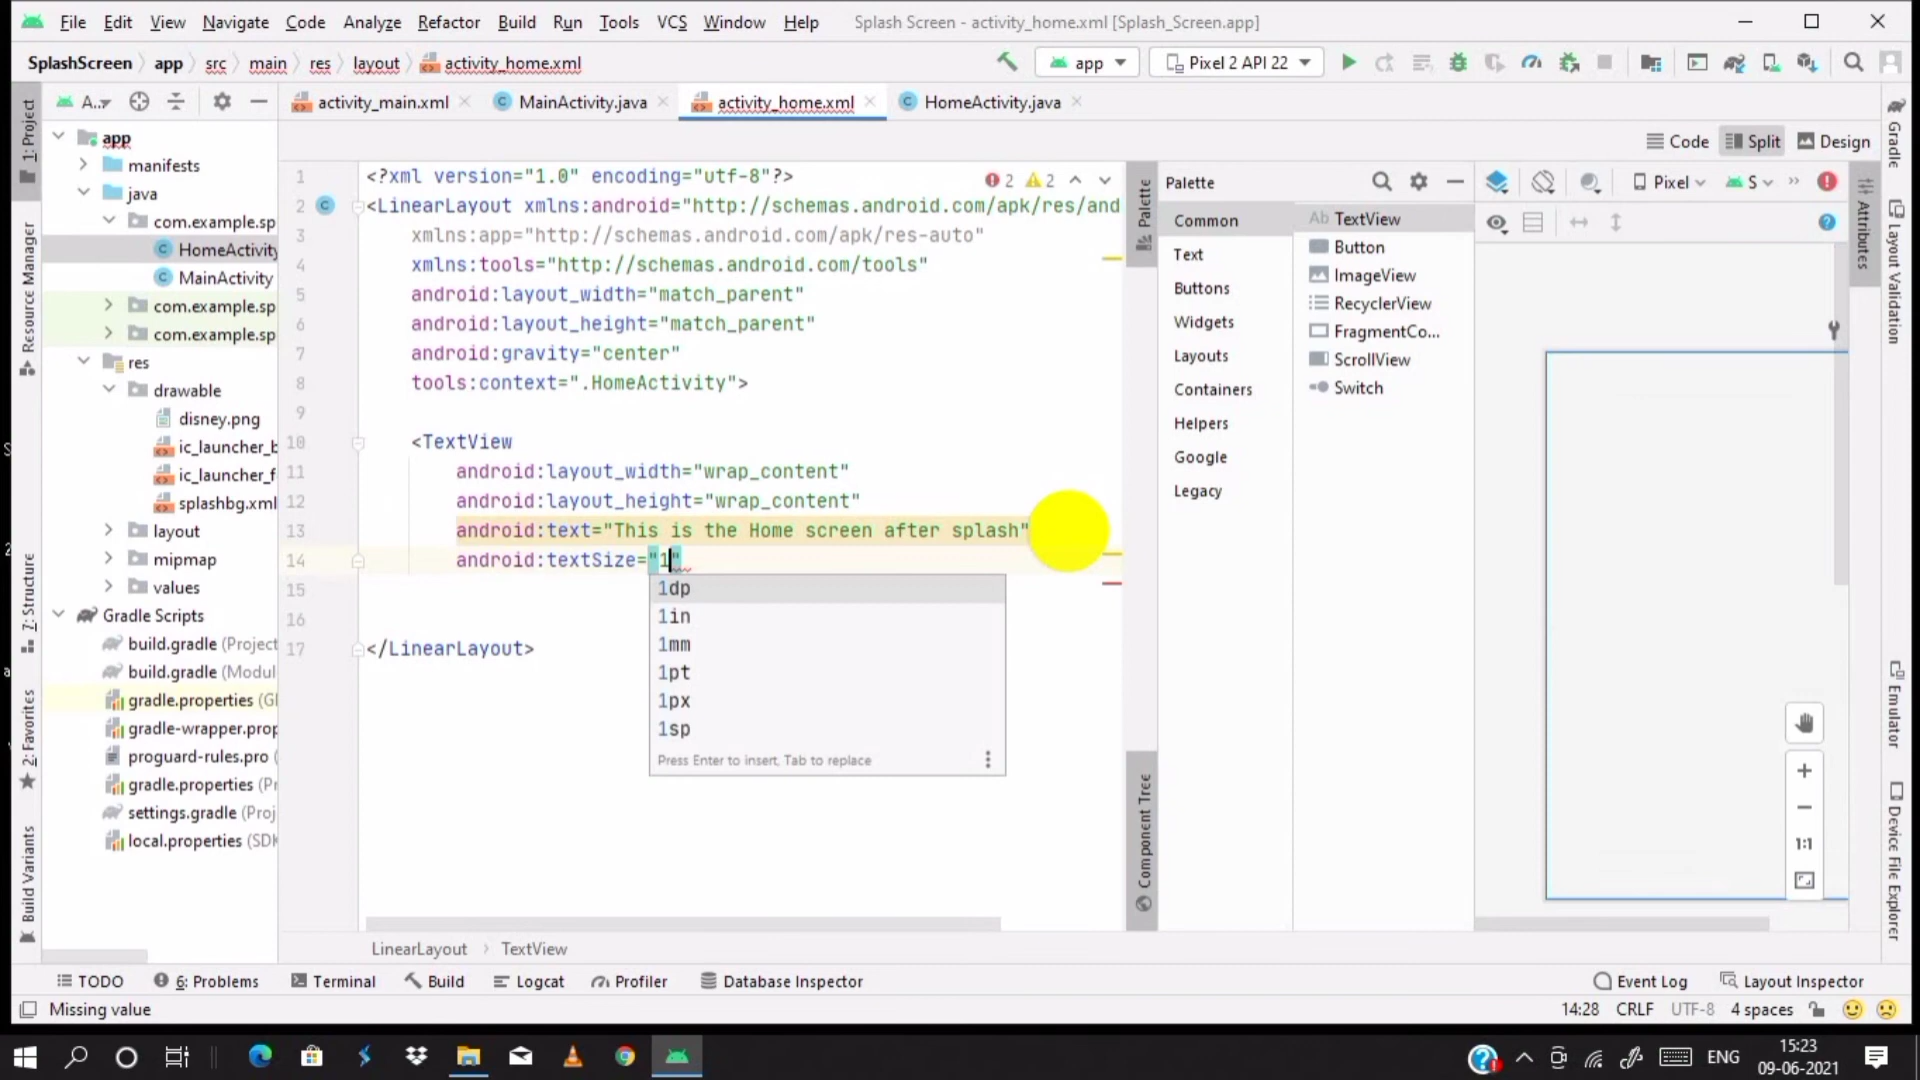 File Edit View Navigate Code Analyze Refactor Build Run Tools VCS Window Help Splash Screen - activity_home.xml [Splash_Screen.app]
SplashScreen app src main res layout activity_home.xml app Pixel 2 API 22
A.. activity_main.xml MainActivity.java activity_home.xml HomeActivity.java
Code Split Design
1: Project
Resource Manager
7: Structure
2: Favorites
Build Variants
app
manifests
java
com.example.sp
HomeActivity
MainActivity
com.example.sp
com.example.sp
res
drawable
disney.png
ic_launcher_b
ic_launcher_f
splashbg.xml
layout
mipmap
values
Gradle Scripts
build.gradle (Project
build.gradle (Modul
gradle.properties (Gl
gradle-wrapper.prop
proguard-rules.pro (
gradle.properties (Pr
settings.gradle (Proj
local.properties (SDK
2 2
1 <?xml version="1.0" encoding="utf-8"?>
2 <LinearLayout xmlns:android="http://schemas.android.com/apk/res/and
3 xmlns:app="http://schemas.android.com/apk/res-auto"
4 xmlns:tools="http://schemas.android.com/tools"
5 android:layout_width="match_parent"
6 android:layout_height="match_parent"
7 android:gravity="center"
8 tools:context=".HomeActivity">
9
10 <TextView
11 android:layout_width="wrap_content"
12 android:layout_height="wrap_content"
13 android:text="This is the Home screen after splash"
14 android:textSize="1"
15
16
17 </LinearLayout>
1dp
1in
1mm
1pt
1px
1sp
Press Enter to insert, Tab to replace
Palette
Component Tree
Palette
Common
Text
Buttons
Widgets
Layouts
Containers
Helpers
Google
Legacy
Ab TextView
Button
ImageView
RecyclerView
FragmentCo...
ScrollView
Switch
Pixel S
1:1
Attributes
Gradle
Layout Validation
Emulator
Device File Explorer
LinearLayout TextView
TODO 6: Problems Terminal Build Logcat Profiler Database Inspector Event Log Layout Inspector
Missing value 14:28 CRLF UTF-8 4 spaces
ENG
15:23
09-06-2021